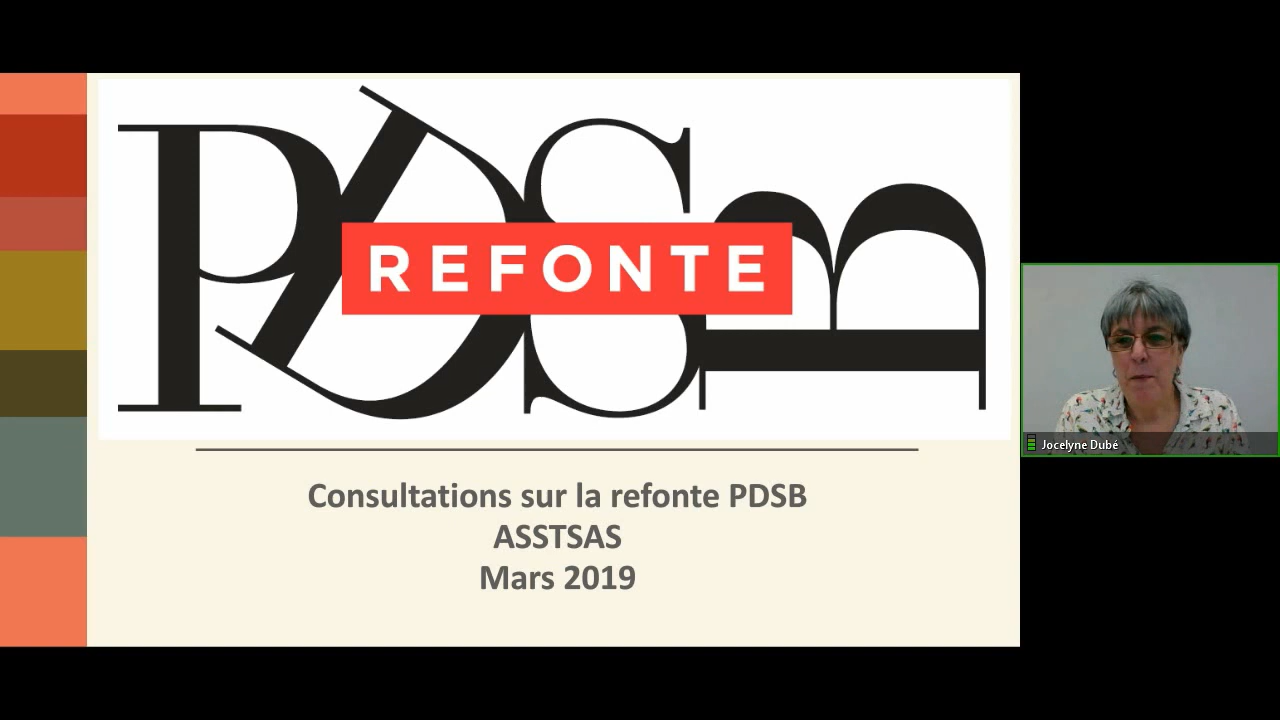 PDSB
REFONTE
Consultations sur la refonte PDSB
ASSTSAS
Mars 2019
Jocelyne Dubé